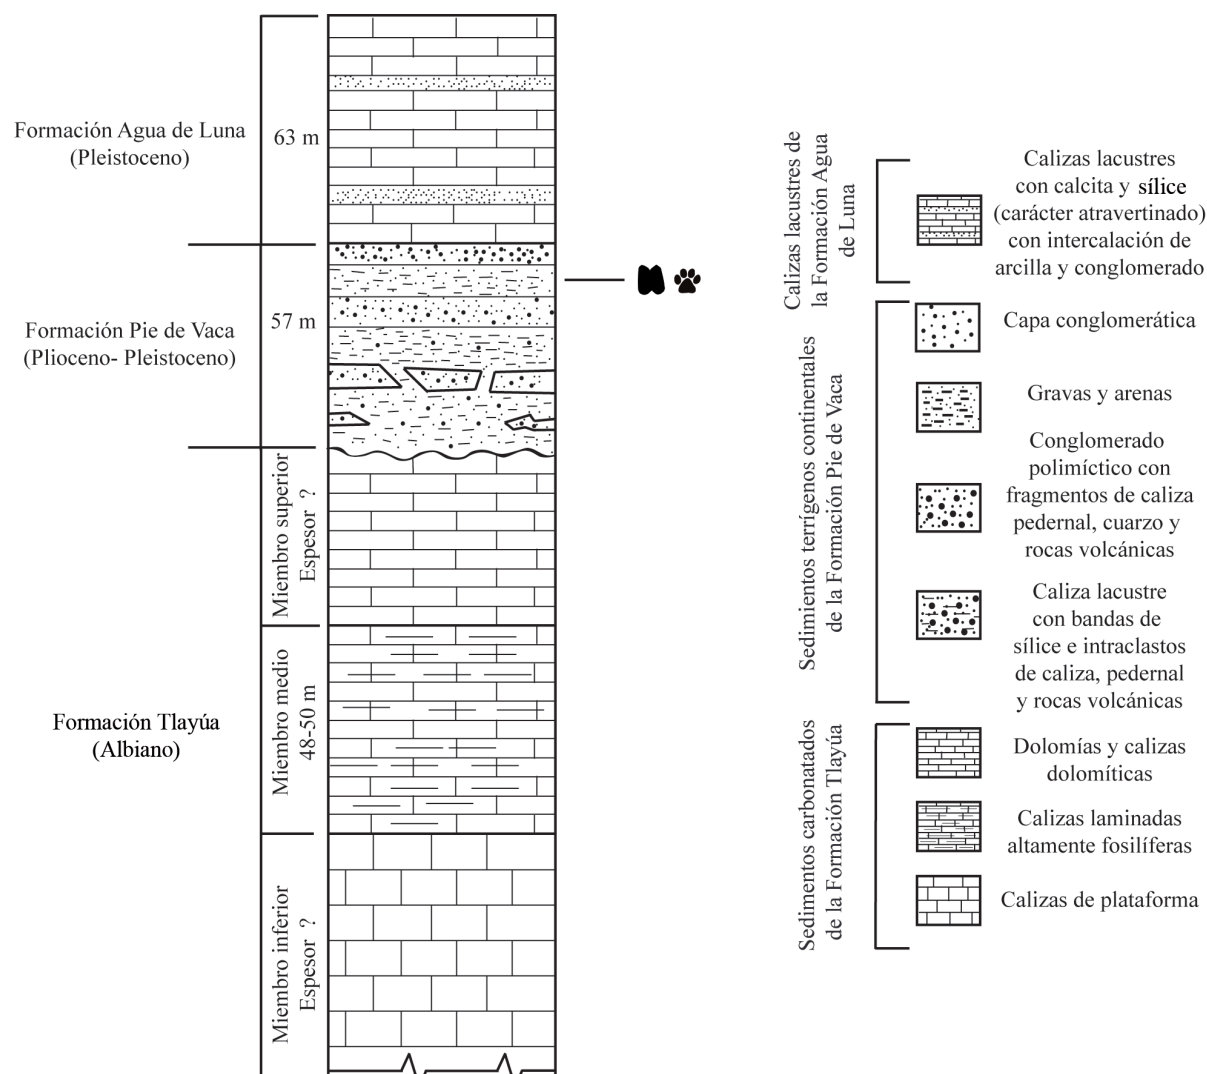 Formación Agua de Luna
(Pleistoceno)
63 m
Formación Pie de Vaca
(Plioceno- Pleistoceno)
57 m
Formación Tlayúa
(Albiano)
Miembro superior
Espesor ?
Miembro medio
48-50 m
Miembro inferior
Espesor ?
Calizas lacustres de
la Formación Agua
de Luna
Calizas lacustres
con calcita y sílice
(carácter atravertinado)
con intercalación de
arcilla y conglomerado
Sedimientos terrígenos continentales
de la Formación Pie de Vaca
Capa conglomerática
Gravas y arenas
Conglomerado
polimíctico con
fragmentos de caliza
pedernal, cuarzo y
rocas volcánicas
Caliza lacustre
con bandas de
sílice e intraclastos
de caliza, pedernal
y rocas volcánicas
Sedimentos carbonatados
de la Formación Tlayúa
Dolomías y calizas
dolomíticas
Calizas laminadas
altamente fosilíferas
Calizas de plataforma